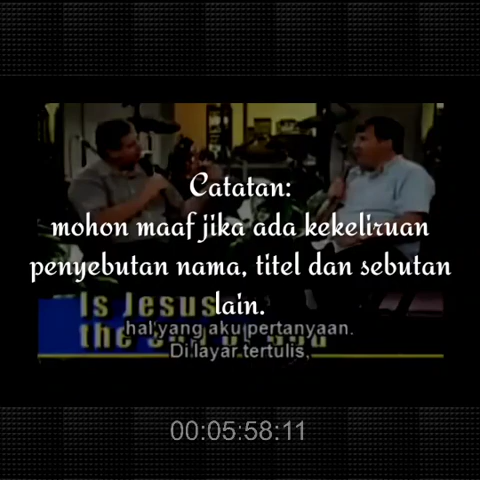 Catatan:
mohon maaf jika ada kekeliruan
penyebutan nama, titel dan sebutan
lain.
Is Jesus
hal yang aku pertanyaan.
the
Di layar tertulis,
00:05:58:11